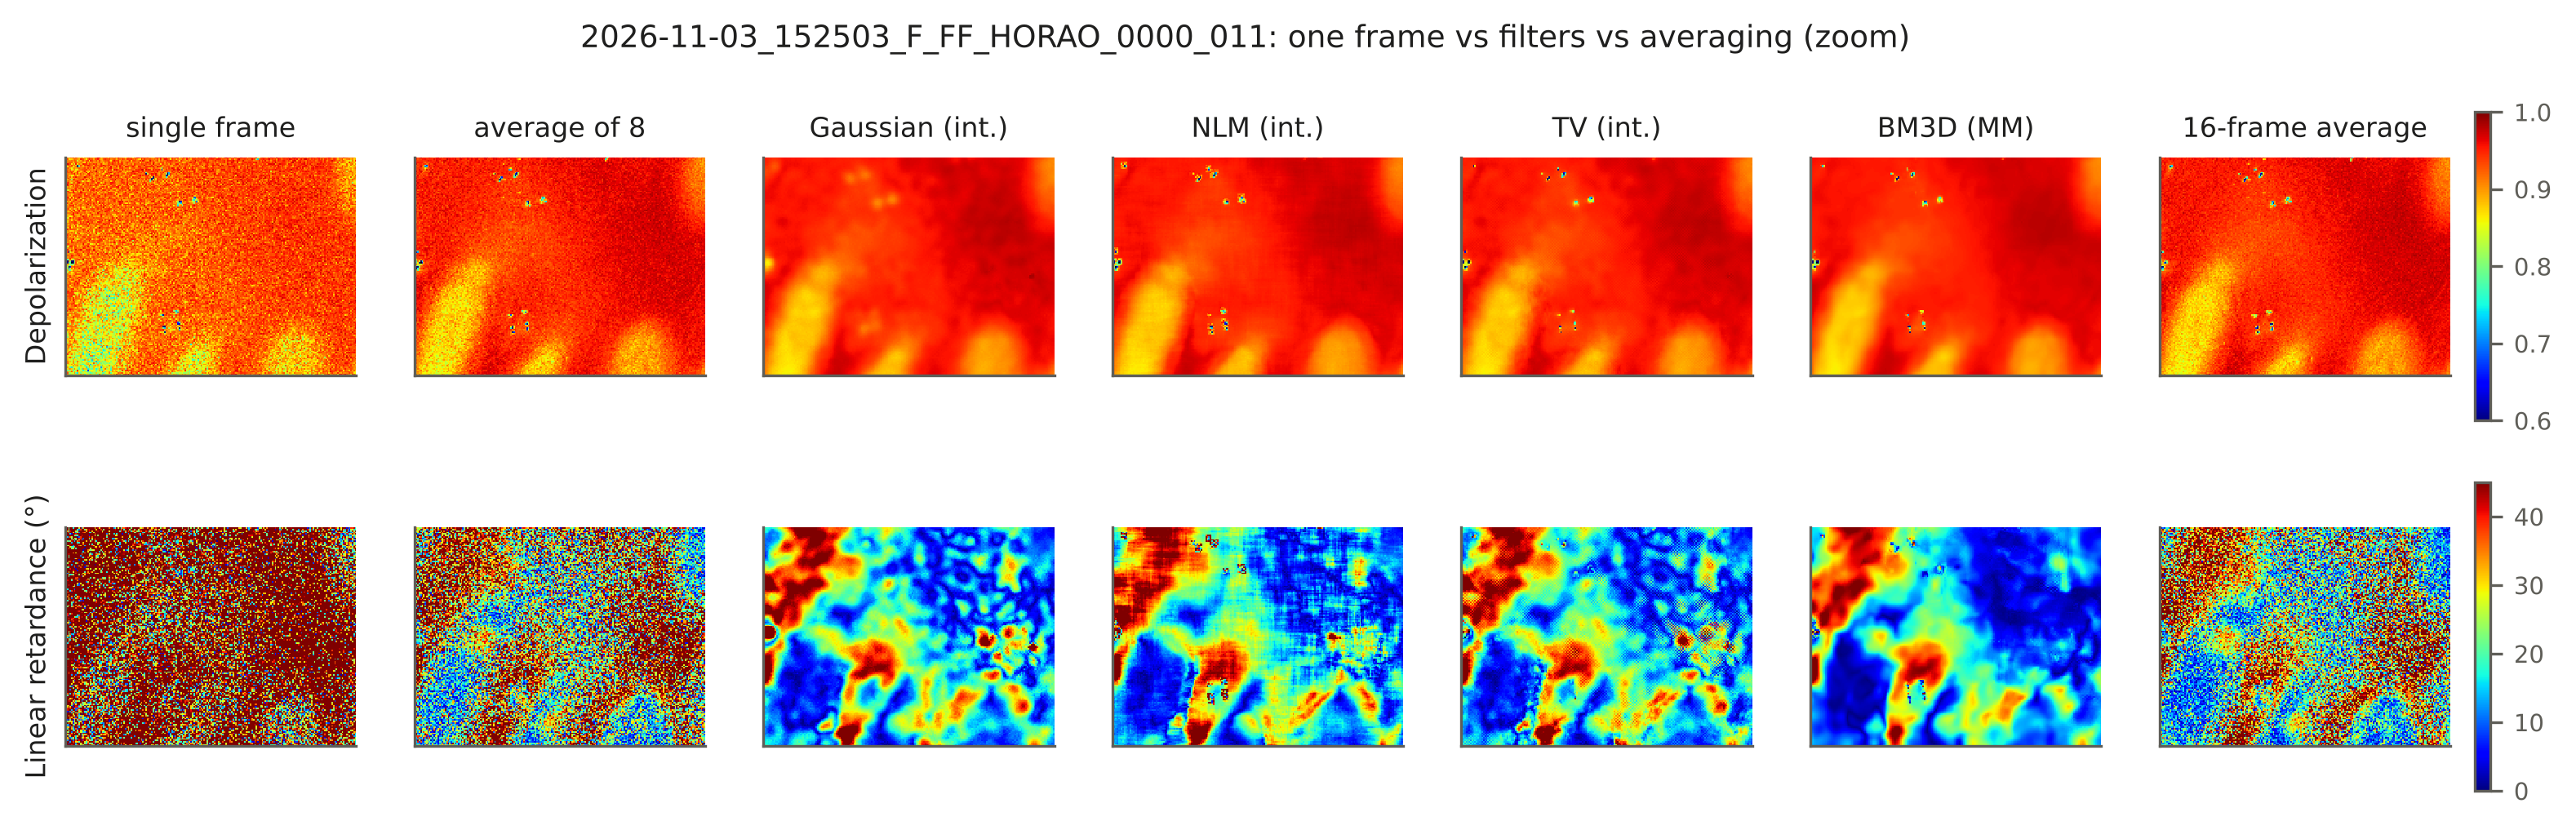 2026-11-03_152503_F_FF_HORAO_0000_011: one frame vs filters vs averaging (zoom)
single frame
average of 8
Gaussian (int.)
NLM (int.)
TV (int.)
BM3D (MM)
16-frame average
Depolarization
1.0
0.9
0.8
0.7
0.6
Linear retardance (°)
40
30
20
10
0